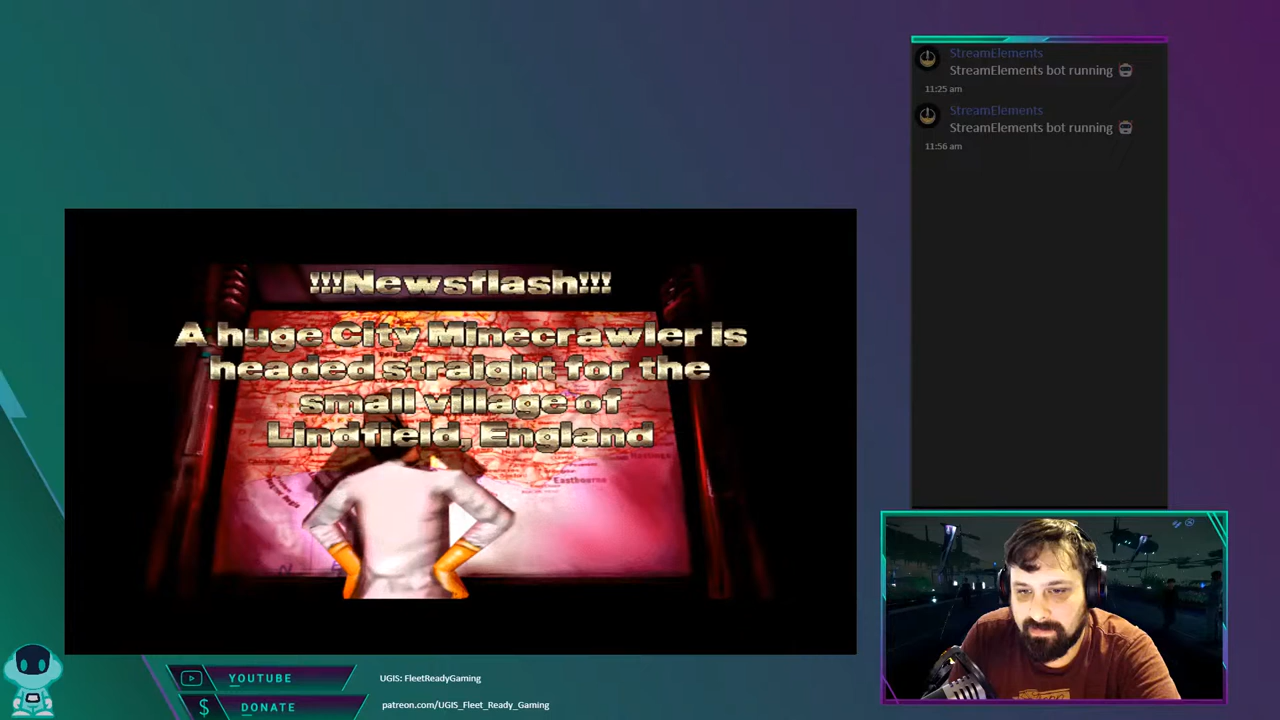 !!!Newsflash!!!
A huge City Minecrawler is
headed straight for the
small village of
Lindfield, England
Eastbourne
StreamElements
StreamElements bot running
11:25 am
StreamElements
StreamElements bot running
11:56 am
YOUTUBE
UGIS: FleetReadyGaming
$ DONATE
patreon.com/UGIS_Fleet_Ready_Gaming